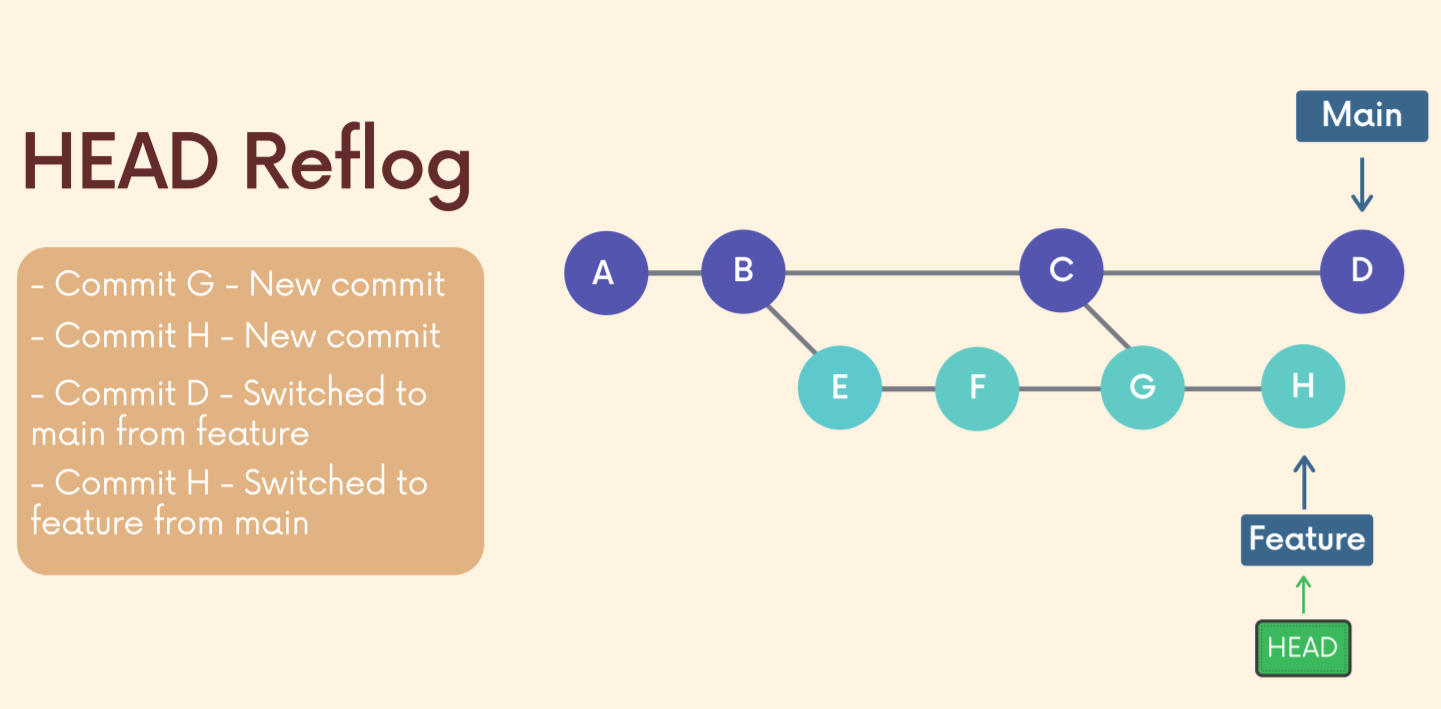 HEAD Reflog
- Commit G - New commit
- Commit H - New commit
- Commit D - Switched to
main from feature
- Commit H - Switched to
feature from main
Main
A
B
C
D
E
F
G
H
Feature
HEAD